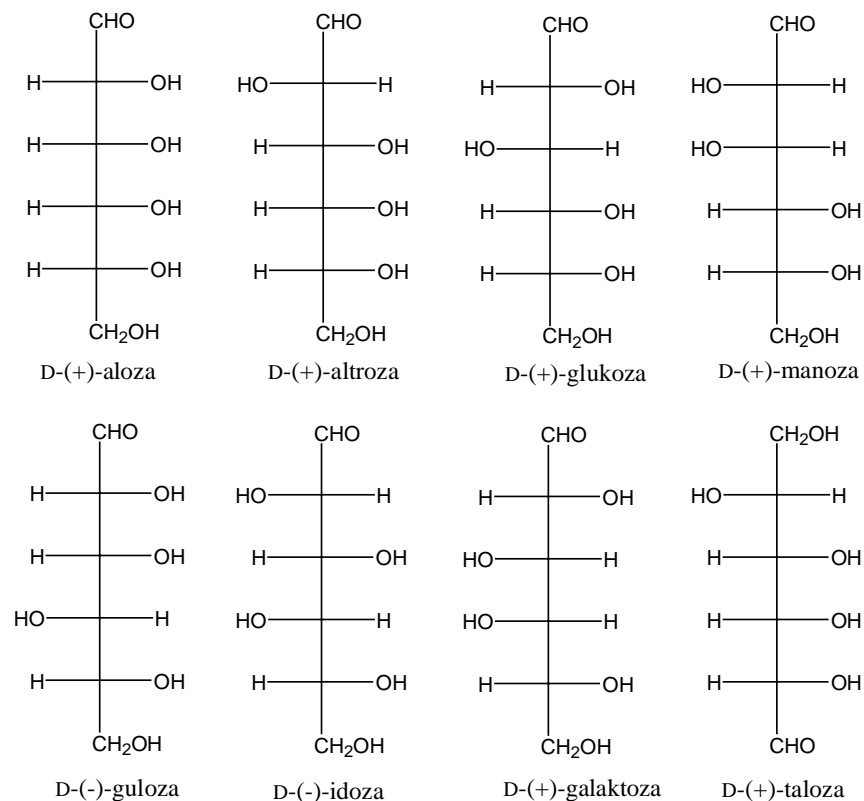 CHO CHO CHO CHO
H OH HO H H OH HO H
H OH H OH HO H HO H
H OH H OH H OH H OH
H OH H OH H OH H OH
CH2OH CH2OH CH2OH CH2OH
D-(+)-aloza D-(+)-altroza D-(+)-glukoza D-(+)-manoza
CHO CHO CHO CH2OH
H OH HO H H OH HO H
H OH H OH HO H H OH
HO H HO H HO H H OH
H OH H OH H OH H OH
CH2OH CH2OH CH2OH CHO
D-(-)-guloza D-(-)-idoza D-(+)-galaktoza D-(+)-taloza